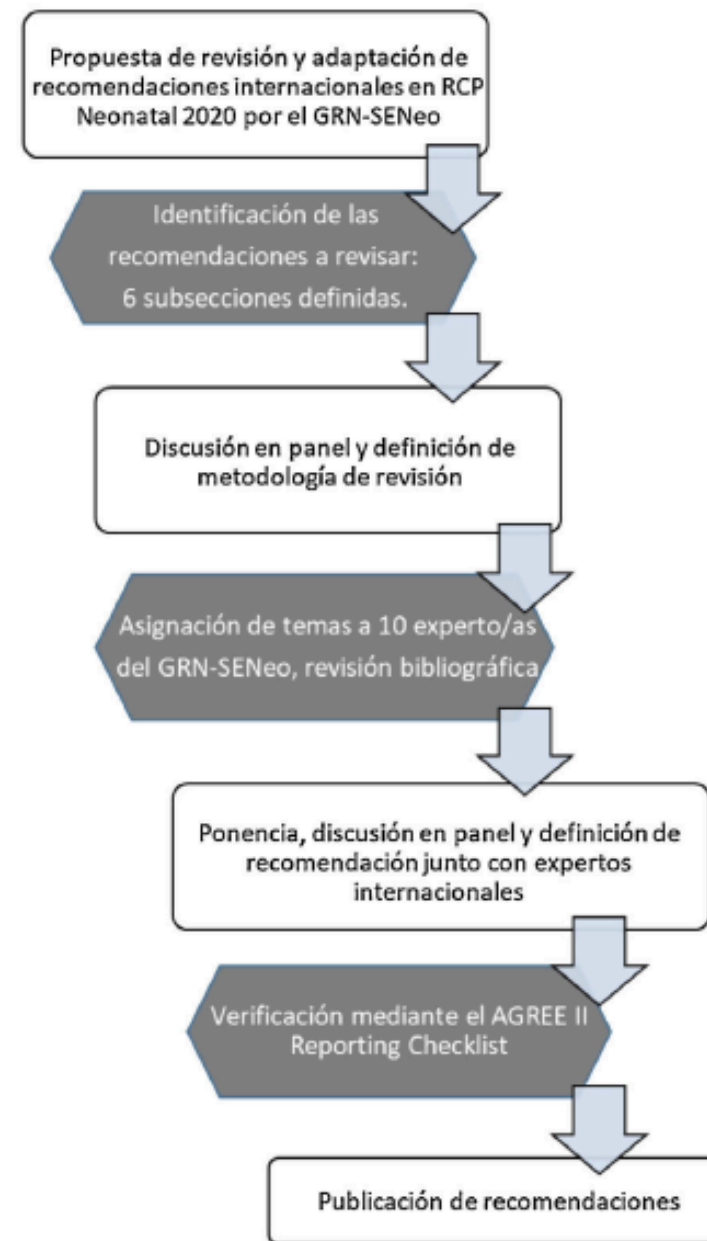 Propuesta de revisión y adaptación de
recomendaciones internacionales en RCP
Neonatal 2020 por el GRN-SENeo
Identificación de las
recomendaciones a revisar:
6 subsecciones definidas.
Discusión en panel y definición de
metodología de revisión
Asignación de temas a 10 experto/as
del GRN-SENeo, revisión bibliográfica
Ponencia, discusión en panel y definición de
recomendación junto con expertos
internacionales
Verificación mediante el AGREE II
Reporting Checklist
Publicación de recomendaciones